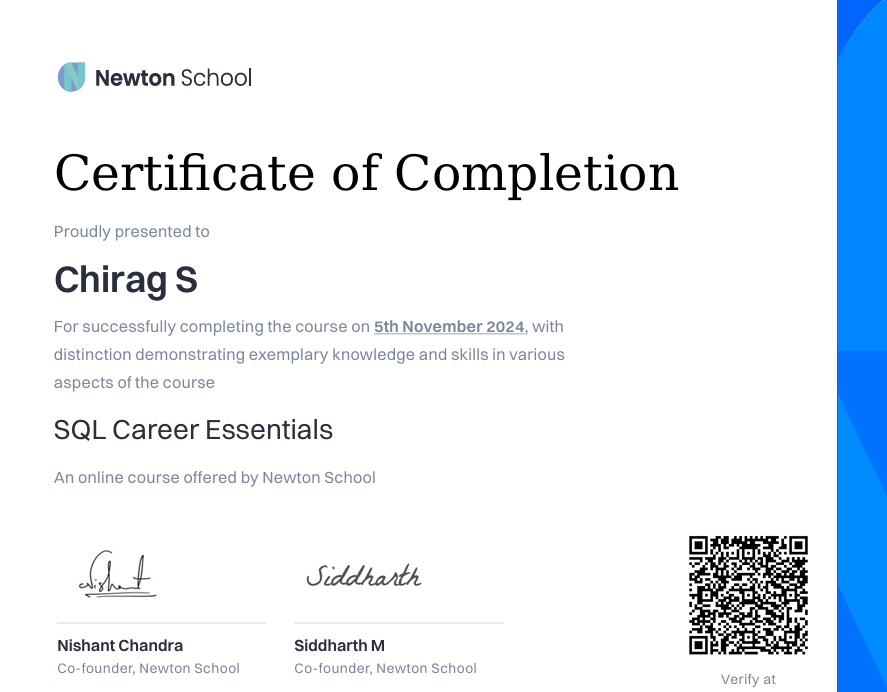 Newton School
Certificate of Completion
Proudly presented to
Chirag S
For successfully completing the course on 5th November 2024, with
distinction demonstrating exemplary knowledge and skills in various
aspects of the course
SQL Career Essentials
An online course offered by Newton School
Nishant
Siddharth
Nishant Chandra
Siddharth M
Co-founder, Newton School
Co-founder, Newton School
Verify at